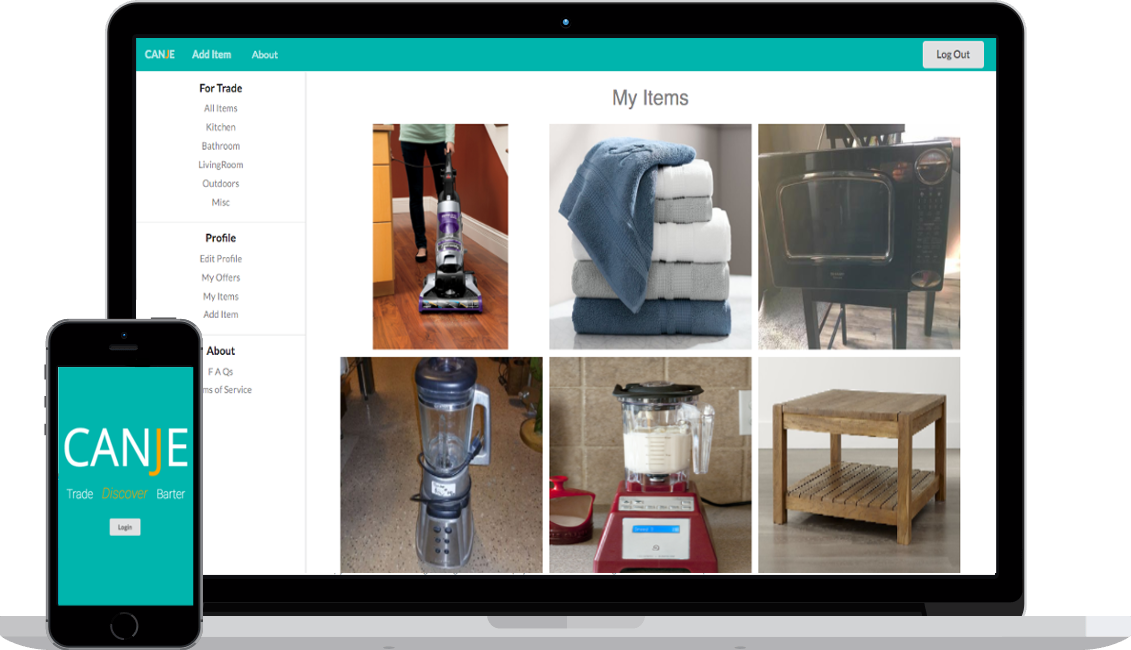 CANJE Add Item About Log Out
For Trade
All Items
Kitchen
Bathroom
LivingRoom
Outdoors
Misc
Profile
Edit Profile
My Offers
My Items
Add Item
About
F A Qs
ms of Service
My Items
CANJE
Trade Discover Barter
Login